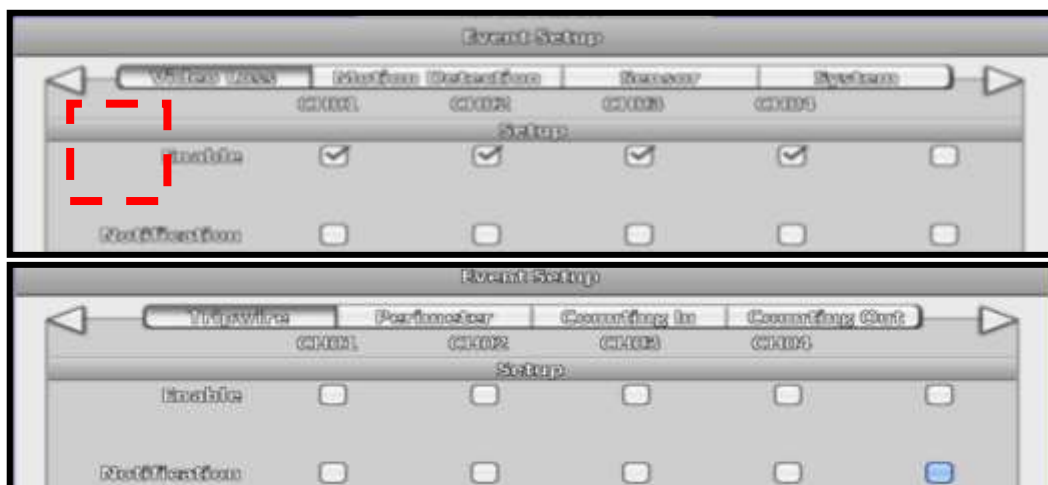 Event Setup
Video Loss Motion Detection Sensor System
CH01 CH02 CH03 CH04
Setup
Enable
Notification
Event Setup
Tripwire Perimeter Counting In Counting Out
CH01 CH02 CH03 CH04
Setup
Enable
Notification